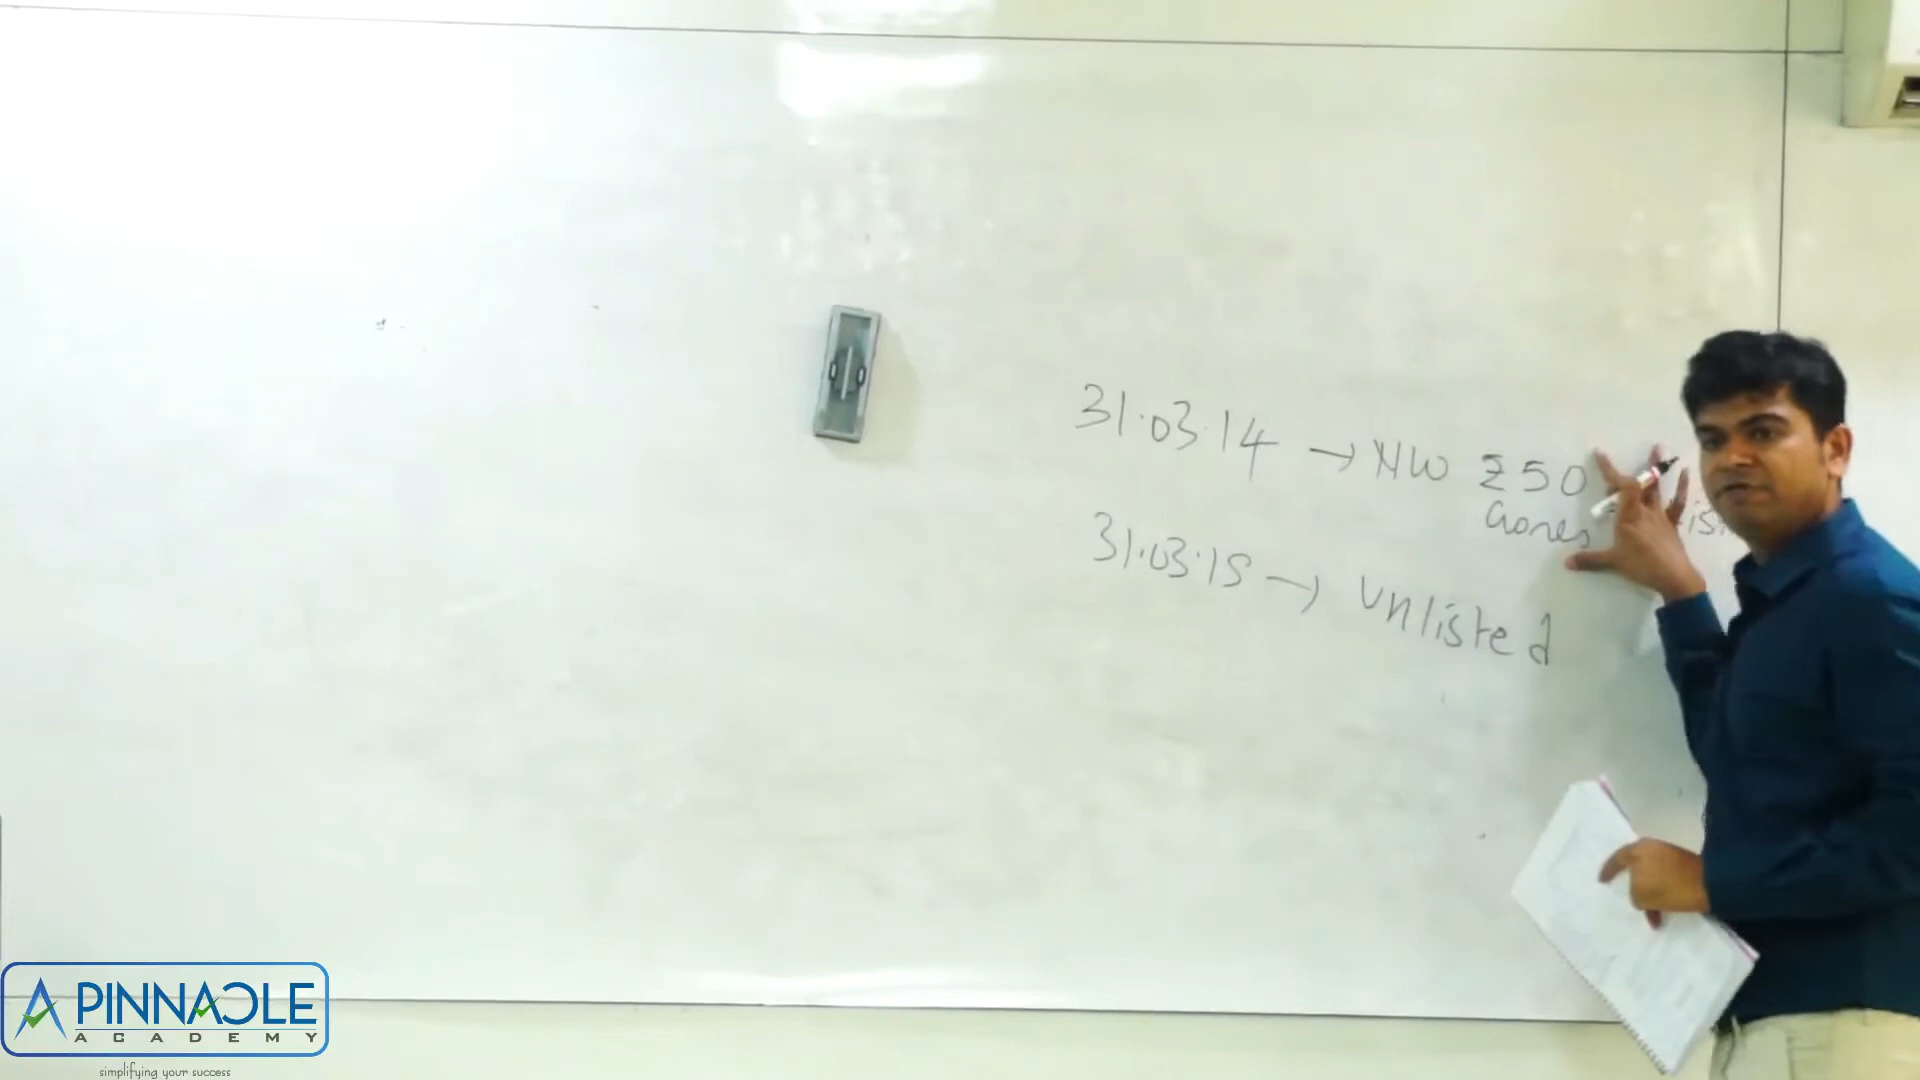 31.03.14 → NW ₹50
Crores
31.03.15 → Unlisted
PINNACLE
ACADEMY
simplifying your success